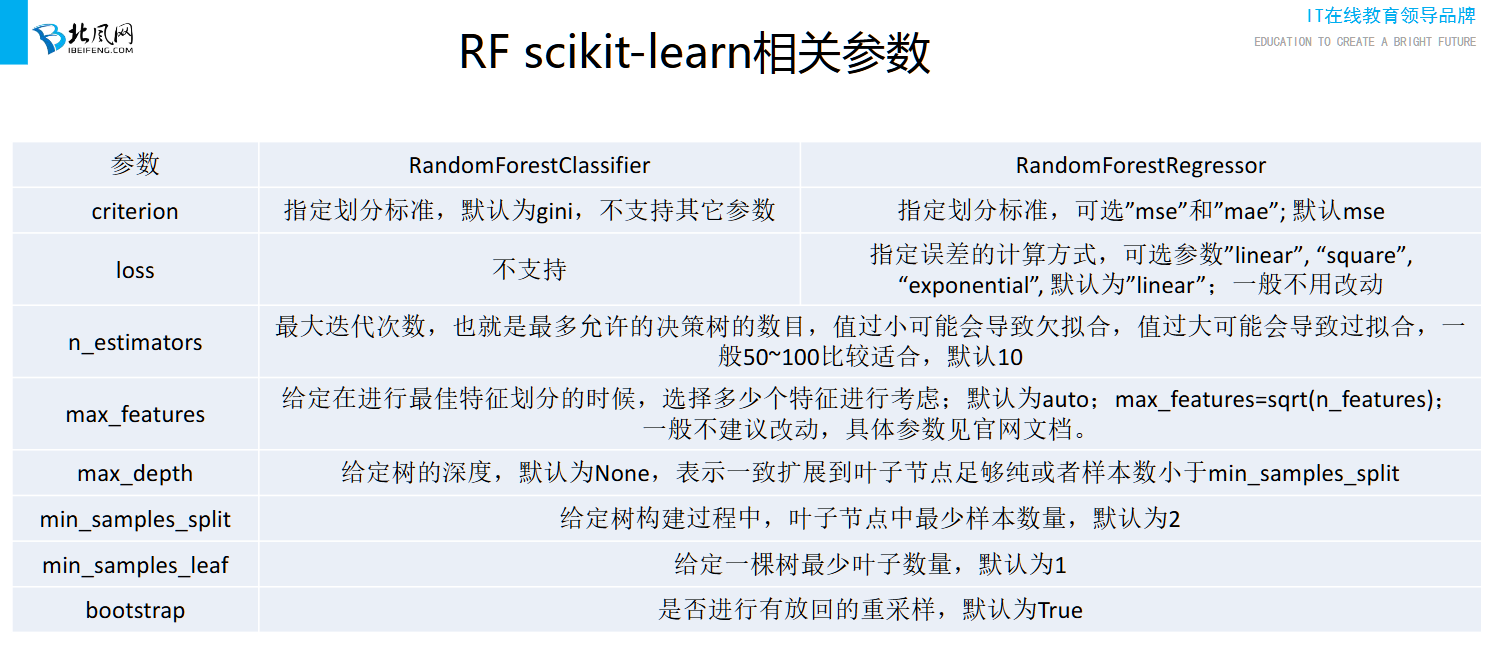 北风网
IBEIFENG.COM
IT在线教育领导品牌
EDUCATION TO CREATE A BRIGHT FUTURE
RF scikit-learn相关参数
参数 RandomForestClassifier RandomForestRegressor
criterion 指定划分标准，默认为gini，不支持其它参数 指定划分标准，可选”mse”和”mae”; 默认mse
loss 不支持 指定误差的计算方式，可选参数”linear”, “square”,
“exponential”, 默认为”linear”；一般不用改动
n_estimators 最大迭代次数，也就是最多允许的决策树的数目，值过小可能会导致欠拟合，值过大可能会导致过拟合，一
般50~100比较适合，默认10
max_features 给定在进行最佳特征划分的时候，选择多少个特征进行考虑；默认为auto；max_features=sqrt(n_features)；
一般不建议改动，具体参数见官网文档。
max_depth 给定树的深度，默认为None，表示一致扩展到叶子节点足够纯或者样本数小于min_samples_split
min_samples_split 给定树构建过程中，叶子节点中最少样本数量，默认为2
min_samples_leaf 给定一棵树最少叶子数量，默认为1
bootstrap 是否进行有放回的重采样，默认为True